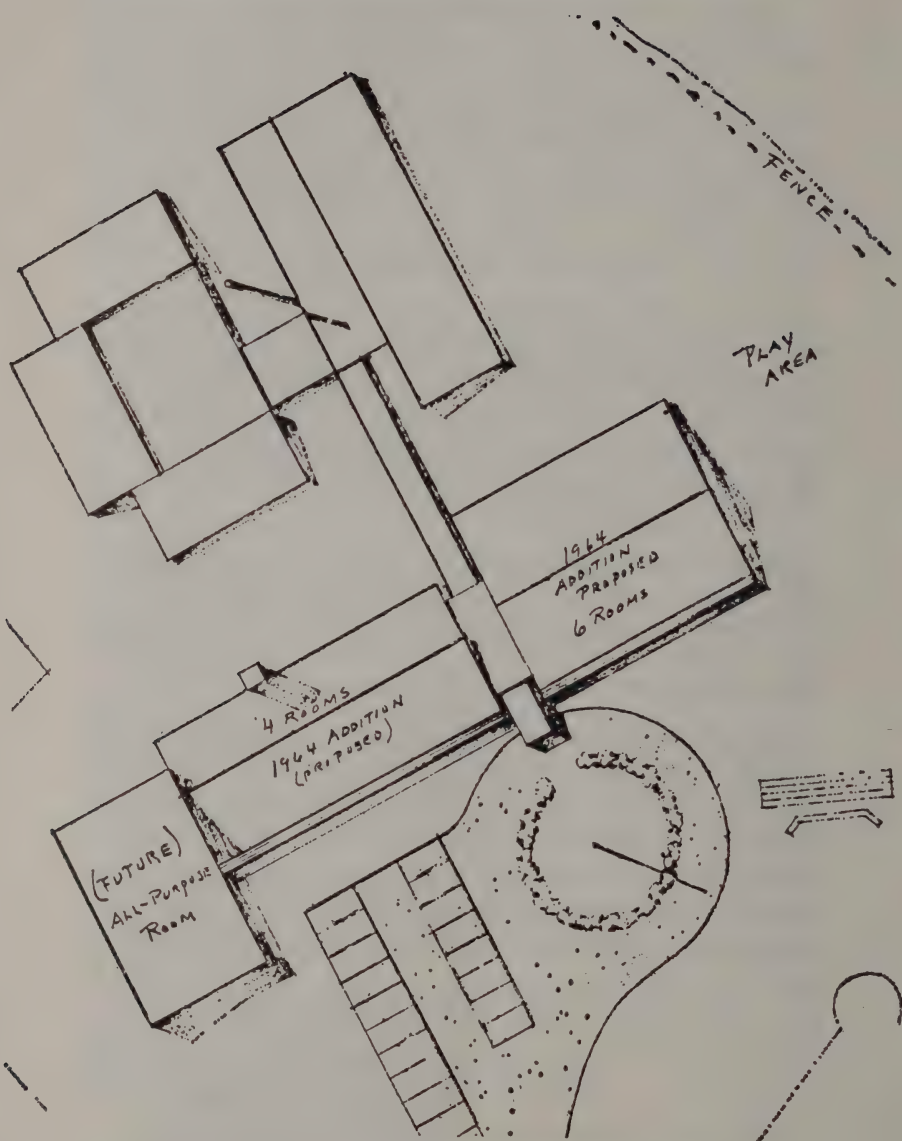 FENCE
PLAY
AREA
1964
ADDITION
PROPOSED
6 ROOMS
4 ROOMS
1964 ADDITION
(PROPOSED)
(FUTURE)
ALL-PURPOSE
ROOM